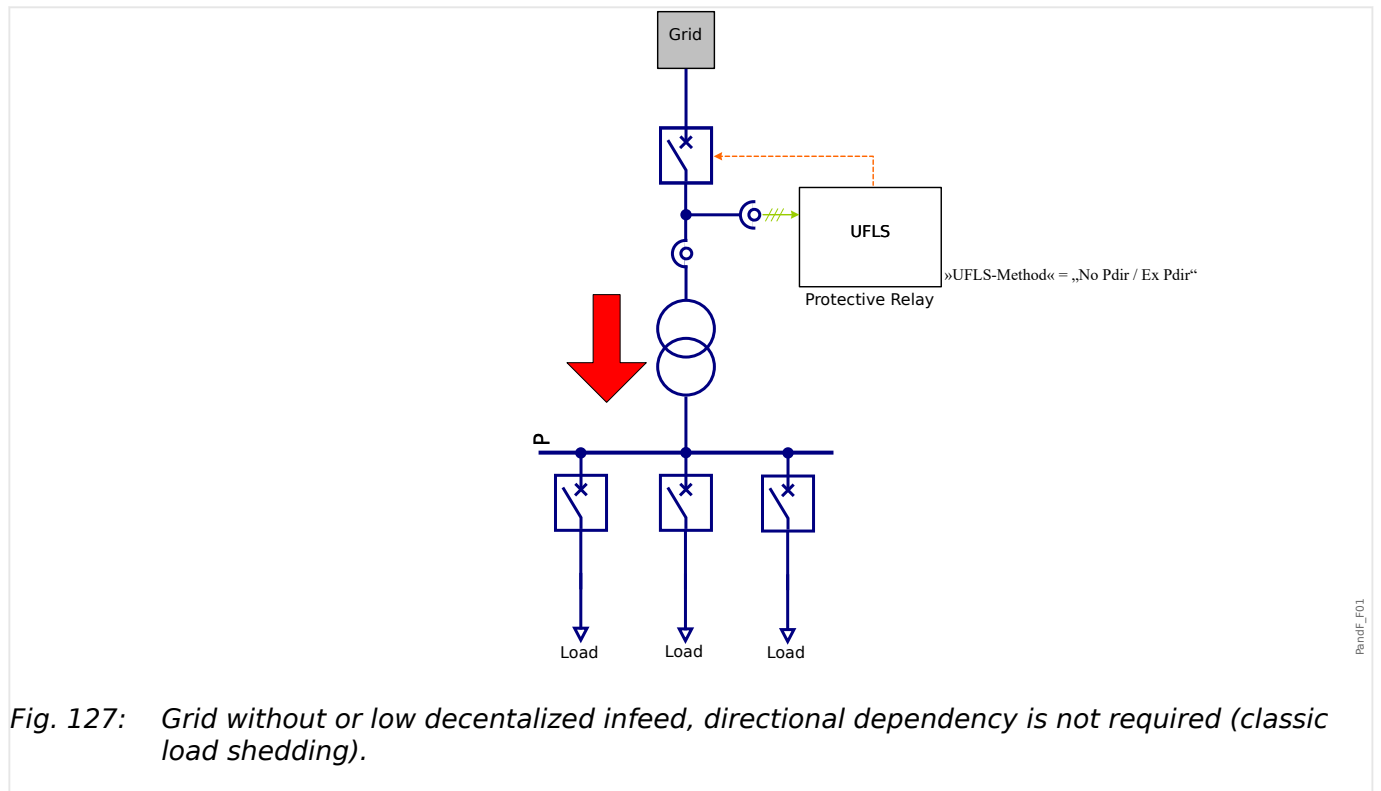 Grid
UFLS
»UFLS-Method« = „No Pdir / Ex Pdir“
Protective Relay
P
Load
Load
Load
PandF_F01
Fig. 127: Grid without or low decentalized infeed, directional dependency is not required (classic
load shedding).